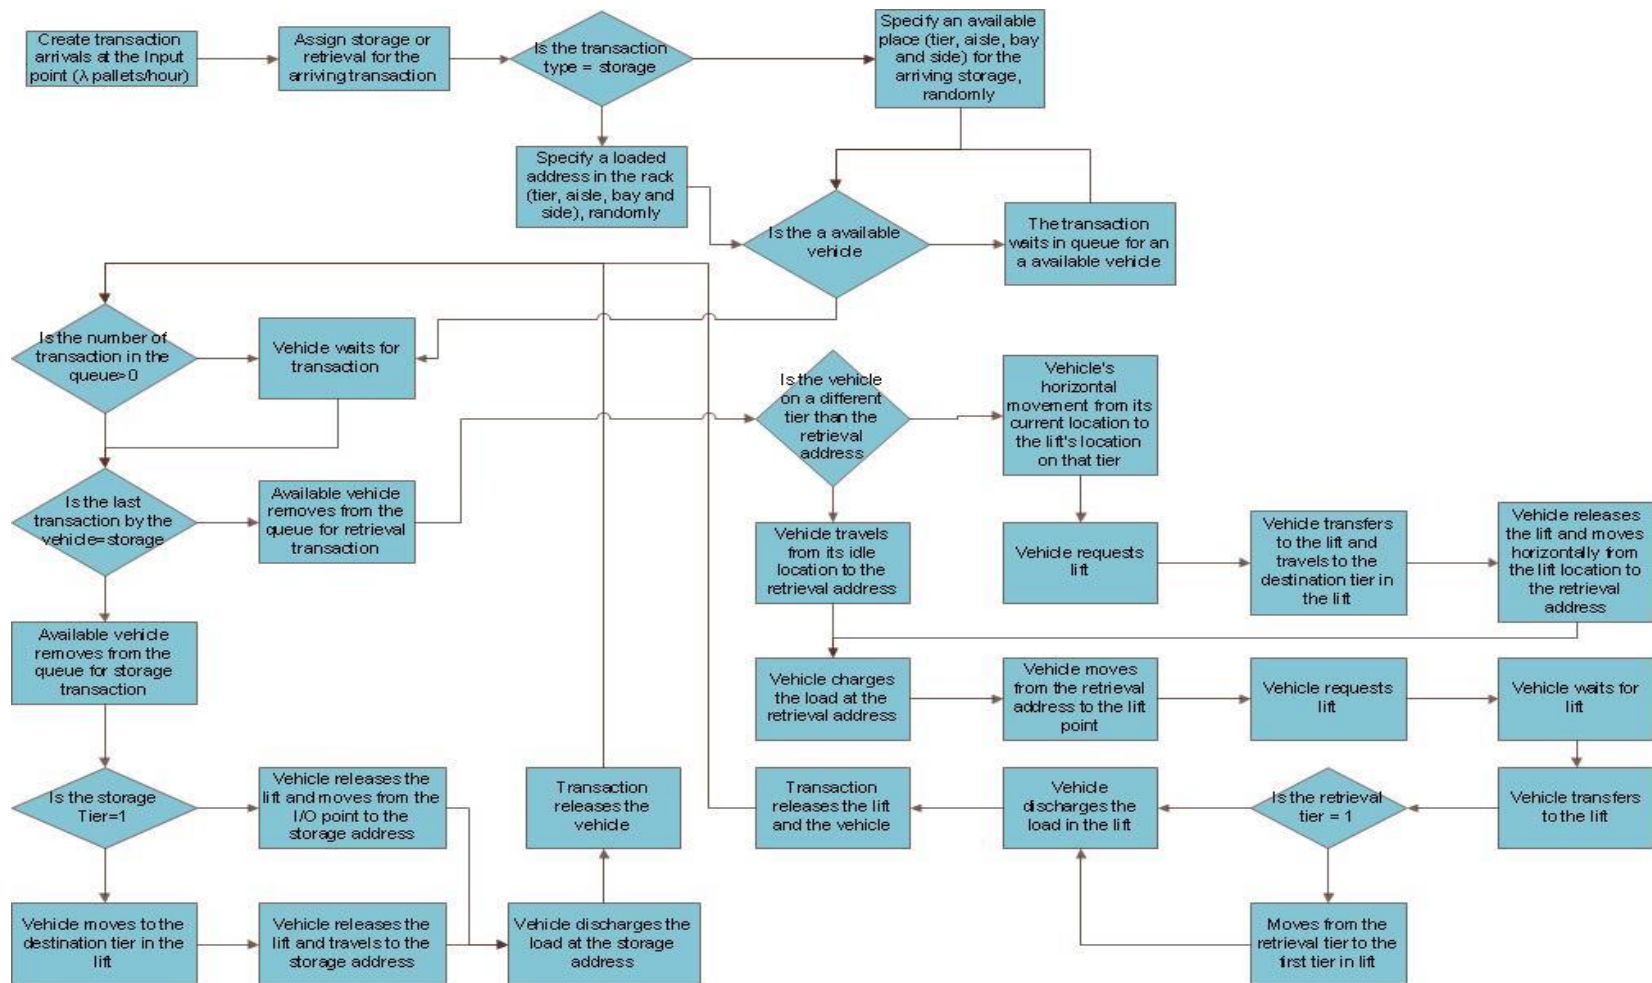 Create transaction
arrivals at the Input
point (λ pallets/hour)
Assign storage or
retrieval for the
arriving transaction
Is the transaction
type = storage
Specify an available
place (tier, aisle, bay
and side) for the
arriving storage,
randomly
Specify a loaded
address in the rack
(tier, aisle, bay and
side), randomly
Is the a available
vehicle
The transaction
waits in queue for an
a available vehicle
Is the number of
transaction in the
queue>0
Vehicle waits for
transaction
Is the vehicle
on a different
tier than the
retrieval
address
Vehicle's
horizontal
movement from its
current location to
the lift's location
on that tier
Is the last
transaction by the
vehicle=storage
Available vehicle
removes from the
queue for retrieval
transaction
Vehicle travels
from its idle
location to the
retrieval address
Vehicle requests
lift
Vehicle transfers
to the lift and
travels to the
destination tier in
the lift
Vehicle releases
the lift and moves
horizontally from
the lift location to
the retrieval
address
Available vehicle
removes from the
queue for storage
transaction
Vehicle charges
the load at the
retrieval address
Vehicle moves
from the retrieval
address to the lift
point
Vehicle requests
lift
Vehicle waits for
lift
Is the storage
Tier=1
Vehicle releases the
lift and moves from the
I/O point to the
storage address
Transaction
releases the
vehicle
Transaction
releases the lift
and the vehicle
Vehicle
discharges the
load in the lift
Is the retrieval
tier = 1
Vehicle transfers
to the lift
Vehicle moves to the
destination tier in the
lift
Vehicle releases the
lift and travels to the
storage address
Vehicle discharges the
load at the storage
address
Moves from the
retrieval tier to the
first tier in lift